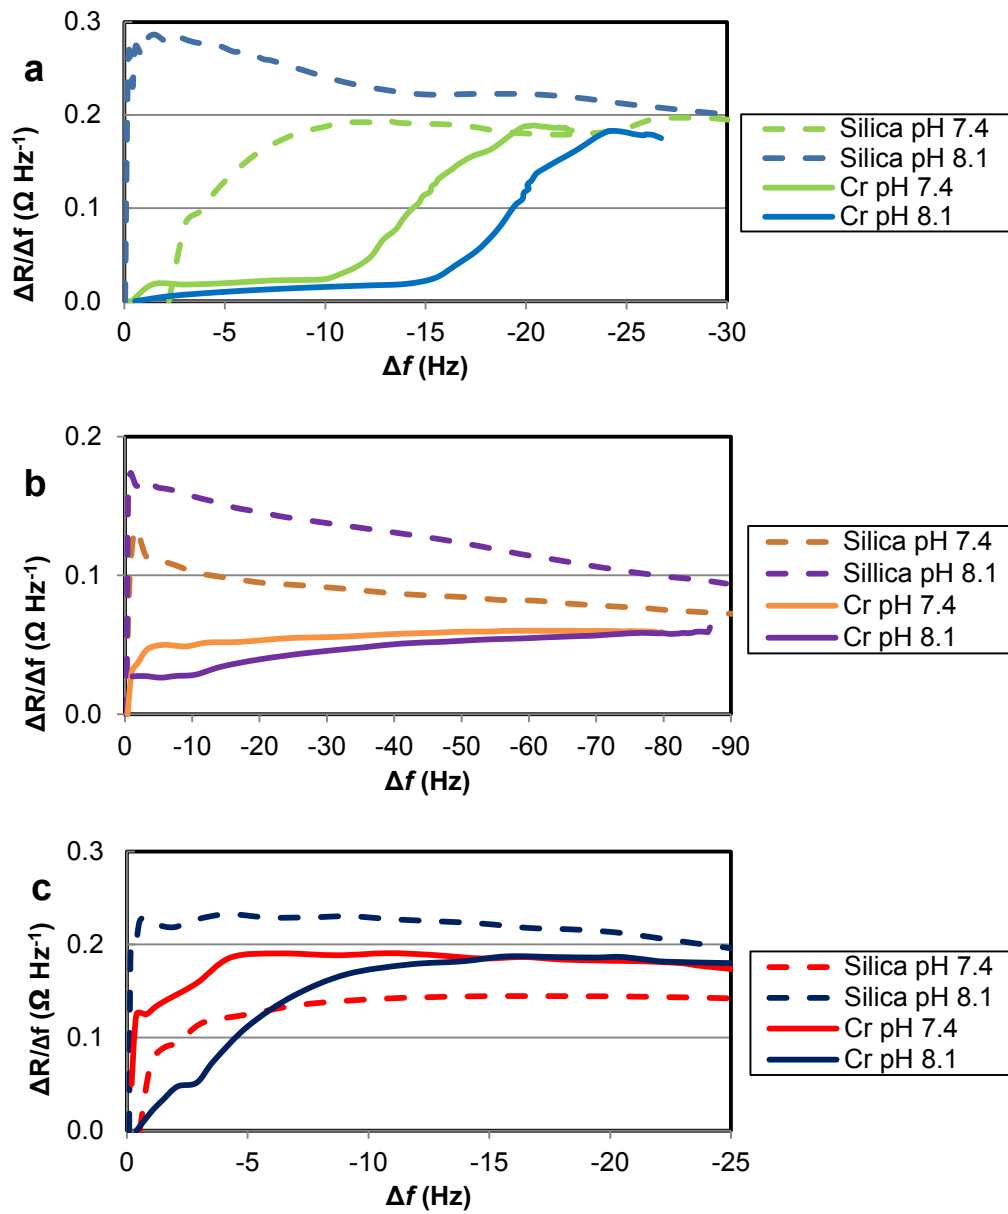 a
0.3
0.2
0.1
0.0
ΔR/Δf (Ω Hz⁻¹)
0 -5 -10 -15 -20 -25 -30
Δf (Hz)
Silica pH 7.4
Silica pH 8.1
Cr pH 7.4
Cr pH 8.1
b
0.2
0.1
0.0
ΔR/Δf (Ω Hz⁻¹)
0 -10 -20 -30 -40 -50 -60 -70 -80 -90
Δf (Hz)
Silica pH 7.4
Sillica pH 8.1
Cr pH 7.4
Cr pH 8.1
c
0.3
0.2
0.1
0.0
ΔR/Δf (Ω Hz⁻¹)
0 -5 -10 -15 -20 -25
Δf (Hz)
Silica pH 7.4
Silica pH 8.1
Cr pH 7.4
Cr pH 8.1